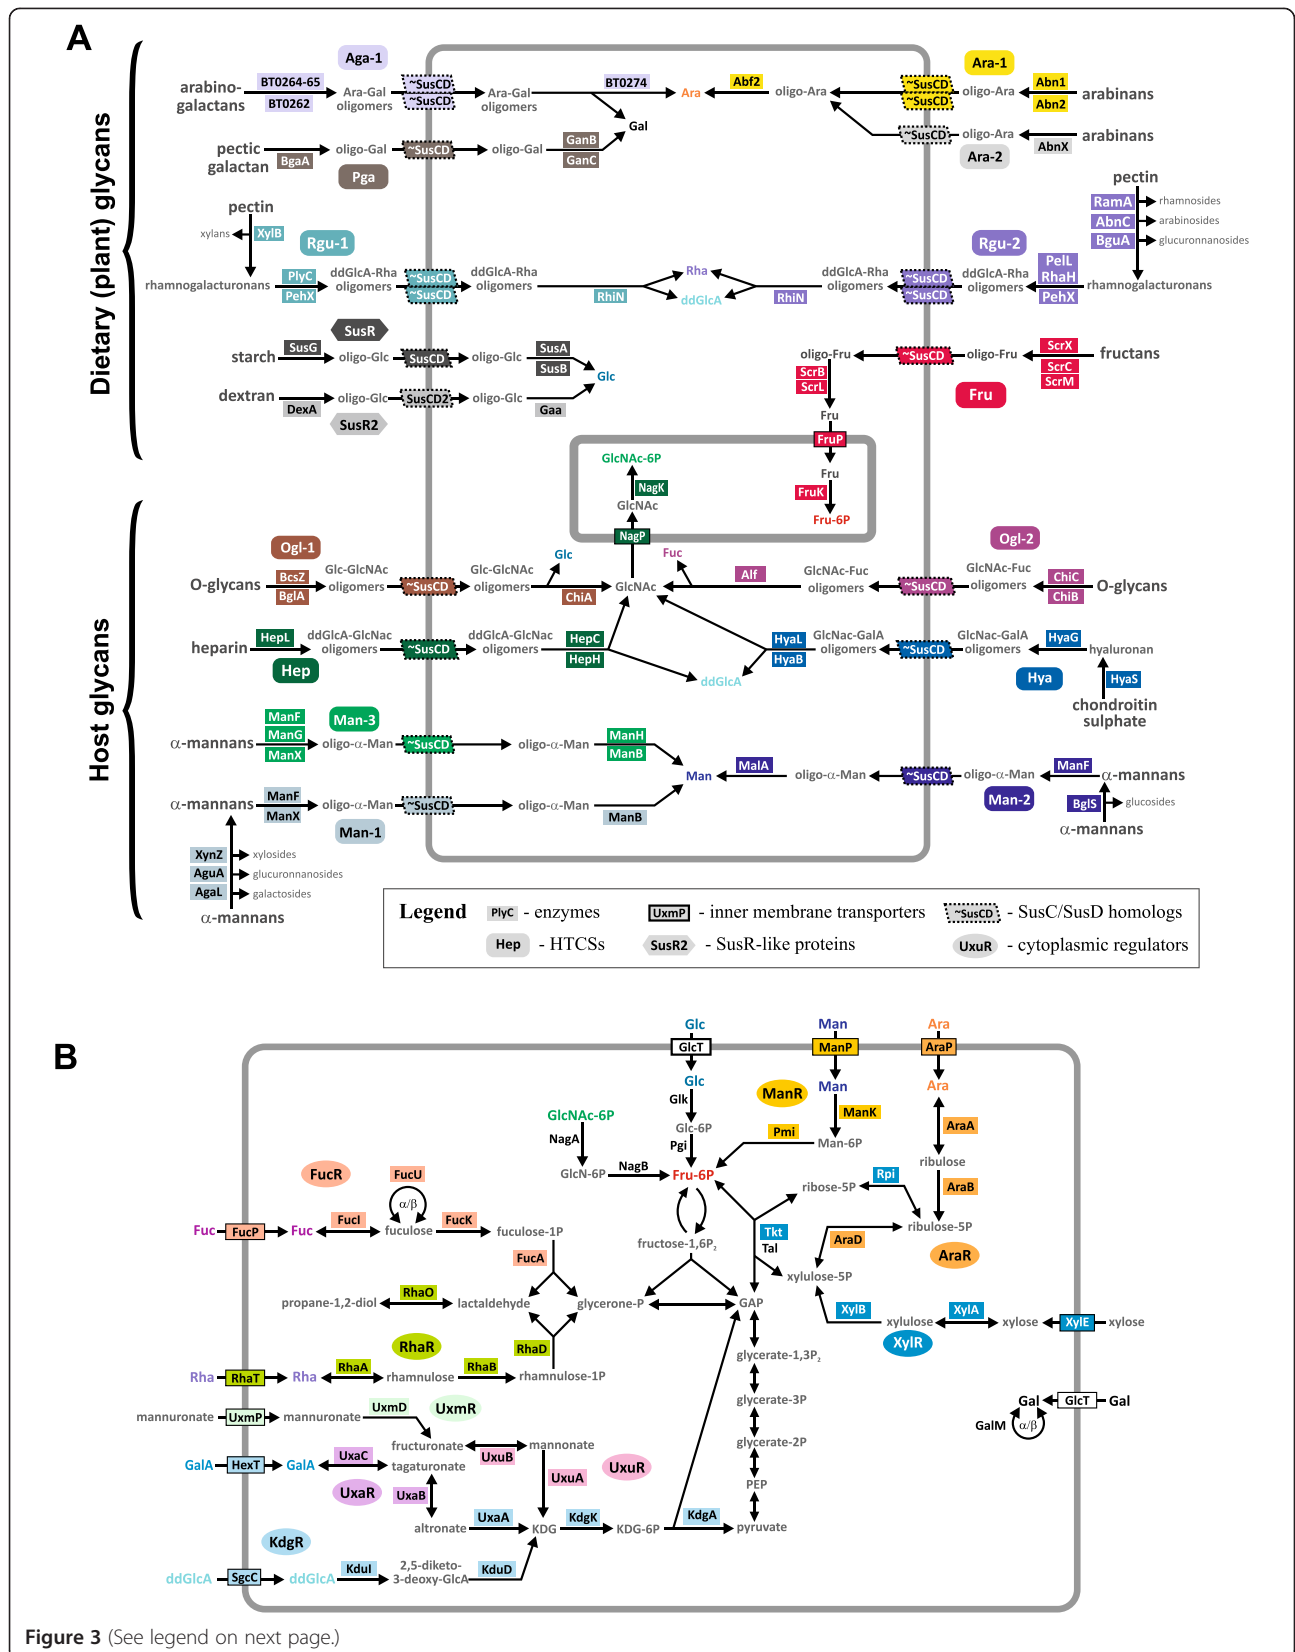 A
Dietary (plant) glycans
Host glycans
Aga-1
Ara-1
arabino-
galactans
BT0264-65
BT0262
Ara-Gal
oligomers
~SusCD
~SusCD
Ara-Gal
oligomers
BT0274
Ara
Abf2
oligo-Ara
~SusCD
~SusCD
oligo-Ara
Abn1
Abn2
arabinans
Gal
pectic
galactan
BgaA
oligo-Gal
~SusCD
oligo-Gal
GanB
GanC
Pga
~SusCD
oligo-Ara
AbnX
arabinans
Ara-2
pectin
xylans
XylB
Rgu-1
rhamnogalacturonans
PlyC
PehX
ddGlcA-Rha
oligomers
~SusCD
~SusCD
ddGlcA-Rha
oligomers
RhiN
Rha
ddGlcA
RhiN
ddGlcA-Rha
oligomers
~SusCD
~SusCD
ddGlcA-Rha
oligomers
PelL
RhaH
PehX
rhamnogalacturonans
Rgu-2
pectin
RamA
rhamnosides
AbnC
arabinosides
BguA
glucuronnanosides
SusR
starch
SusG
oligo-Glc
SusCD
oligo-Glc
SusA
SusB
Glc
dextran
DexA
oligo-Glc
SusCD2
oligo-Glc
Gaa
SusR2
oligo-Fru
~SusCD
oligo-Fru
ScrX
ScrC
ScrM
fructans
Fru
ScrB
ScrL
Fru
FruP
Fru
FruK
Fru-6P
GlcNAc-6P
NagK
GlcNAc
NagP
Ogl-1
O-glycans
BcsZ
BglA
Glc-GlcNAc
oligomers
~SusCD
Glc-GlcNAc
oligomers
Glc
ChiA
GlcNAc
Fuc
Alf
GlcNAc-Fuc
oligomers
~SusCD
GlcNAc-Fuc
oligomers
ChiC
ChiB
O-glycans
Ogl-2
heparin
HepL
ddGlcA-GlcNac
oligomers
~SusCD
ddGlcA-GlcNac
oligomers
HepC
HepH
Hep
ddGlcA
HyaL
HyaB
GlcNac-GalA
oligomers
~SusCD
GlcNac-GalA
oligomers
HyaG
hyaluronan
Hya
HyaS
chondroitin
sulphate
Man-3
α-mannans
ManF
ManG
ManX
oligo-α-Man
~SusCD
oligo-α-Man
ManH
ManB
Man
MalA
oligo-α-Man
~SusCD
oligo-α-Man
ManF
α-mannans
Man-2
BglS
glucosides
α-mannans
α-mannans
ManF
ManX
oligo-α-Man
~SusCD
oligo-α-Man
ManB
Man-1
XynZ
xylosides
AguA
glucuronnanosides
AgaL
galactosides
α-mannans
Legend
PlyC - enzymes
UxmP - inner membrane transporters
~SusCD - SusC/SusD homologs
Hep - HTCSs
SusR2 - SusR-like proteins
UxuR - cytoplasmic regulators
B
Glc
Man
Ara
GlcT
ManP
AraP
Glc
Man
Ara
Glk
ManR
ManK
AraA
GlcNAc-6P
NagA
Glc-6P
Pgi
Pmi
Man-6P
ribulose
GlcN-6P
NagB
Fru-6P
Rpi
AraB
ribose-5P
FucR
FucU
α/β
Fuc
FucP
Fuc
FucI
fuculose
FucK
fuculose-1P
fructose-1,6P2
Tkt
Tal
AraD
ribulose-5P
AraR
FucA
xylulose-5P
propane-1,2-diol
RhaO
lactaldehyde
glycerone-P
GAP
XylB
xylulose
XylA
xylose
XylE
xylose
XylR
RhaR
RhaD
glycerate-1,3P2
Rha
RhaT
Rha
RhaA
rhamnulose
RhaB
rhamnulose-1P
glycerate-3P
mannuronate
UxmP
mannuronate
UxmD
UxmR
Gal
GlcT
Gal
GalM
α/β
glycerate-2P
fructuronate
UxuB
mannonate
GalA
HexT
GalA
UxaC
tagaturonate
UxuA
UxuR
UxaR
UxaB
PEP
altronate
UxaA
KDG
KdgK
KDG-6P
KdgA
pyruvate
KdgR
ddGlcA
SgcC
ddGlcA
KduI
2,5-diketo-
3-deoxy-GlcA
KduD
Figure 3 (See legend on next page.)